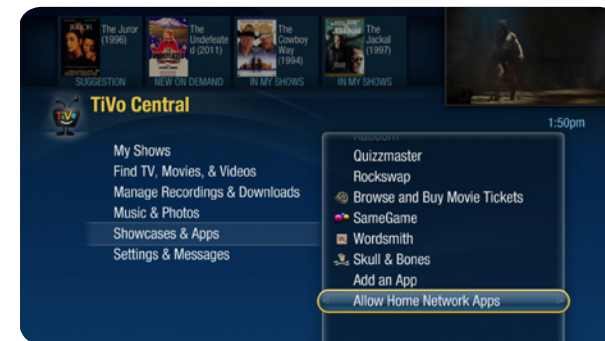 The Juror
(1996)
SUGGESTION
The
Undefeate
d (2011)
NEW ON DEMAND
The
Cowboy
Way
(1994)
IN MY SHOWS
The
Jackal
(1997)
IN MY SHOWS
TiVo
TiVo Central
1:50pm
My Shows
Find TV, Movies, & Videos
Manage Recordings & Downloads
Music & Photos
Showcases & Apps
Settings & Messages
Quizzmaster
Rockswap
Browse and Buy Movie Tickets
SameGame
W Wordsmith
Skull & Bones
Add an App
Allow Home Network Apps